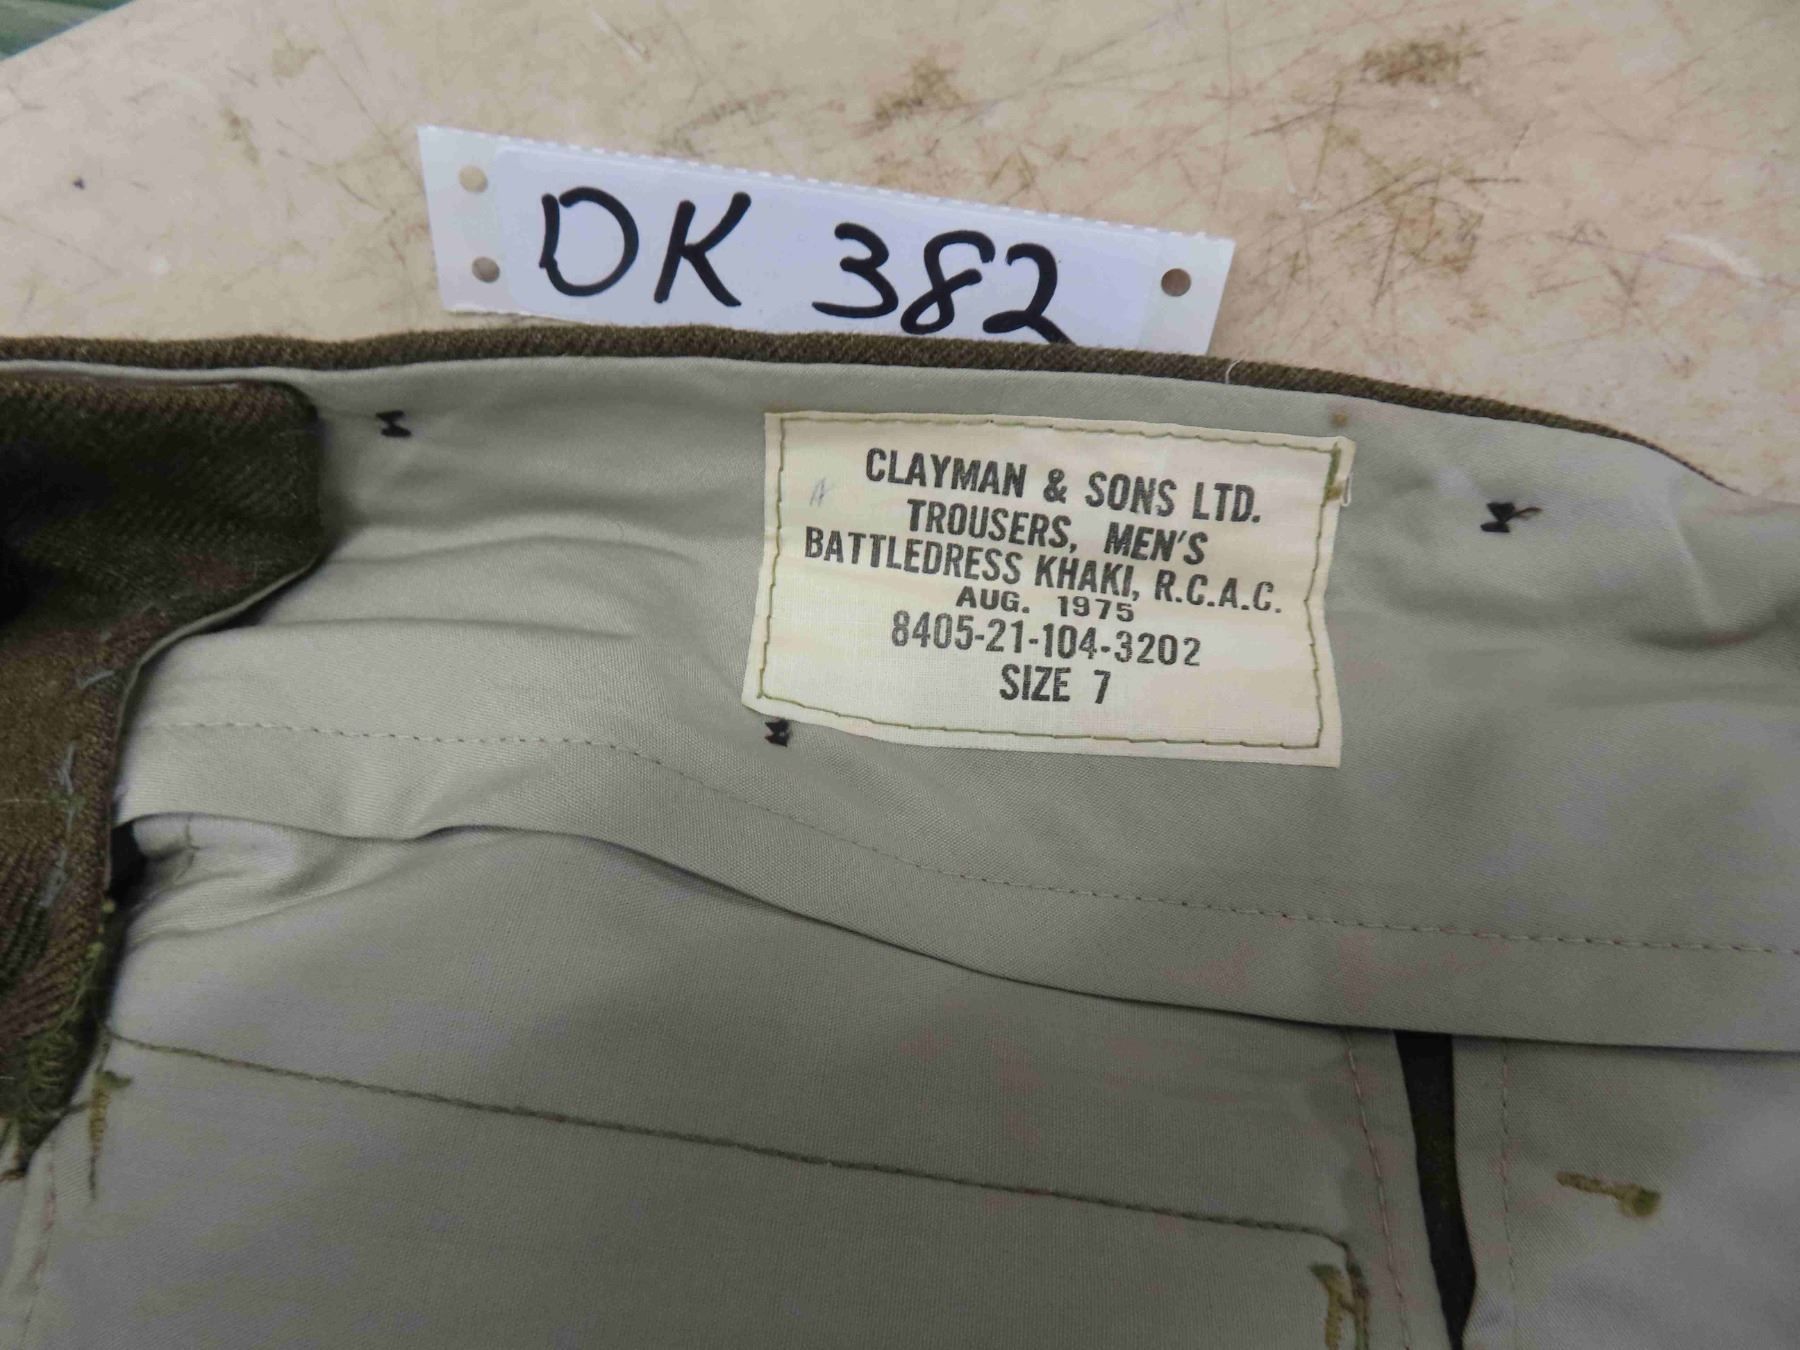 DK 382
CLAYMAN & SONS LTD.
TROUSERS, MEN'S
BATTLEDRESS KHAKI, R.C.A.C.
AUG. 1975
8405-21-104-3202
SIZE 7